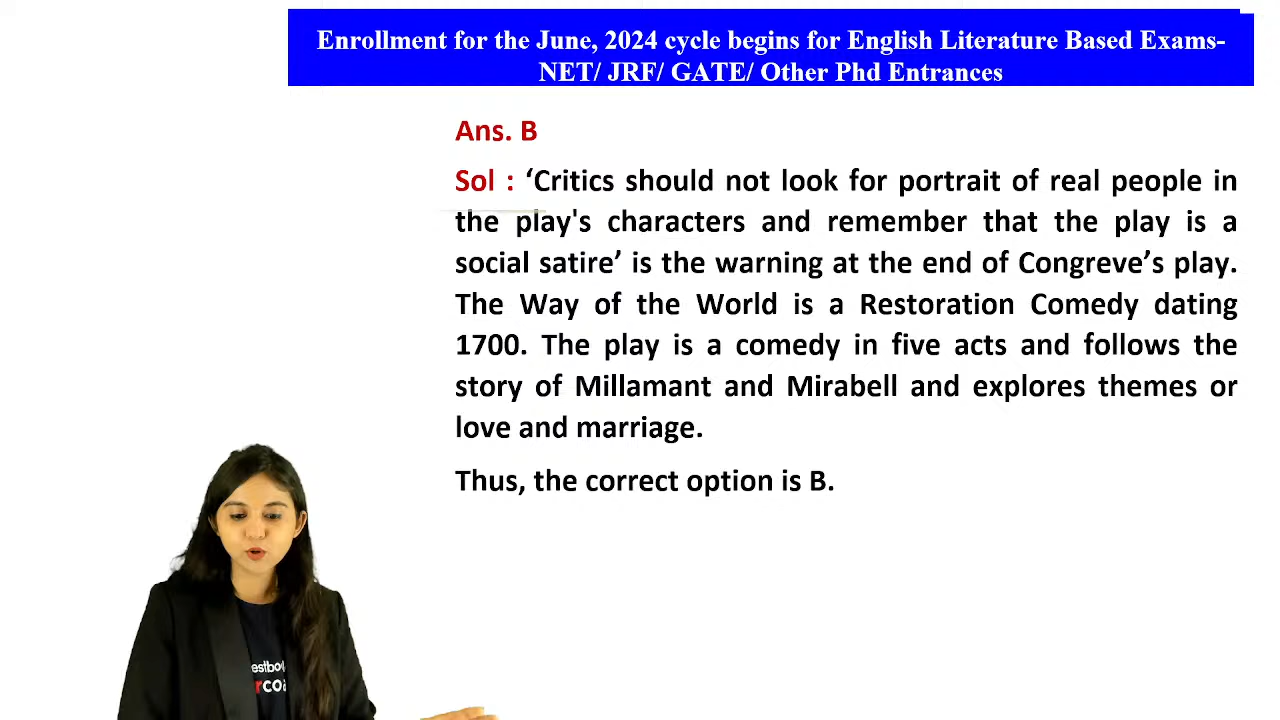 Enrollment for the June, 2024 cycle begins for English Literature Based Exams-
NET/ JRF/ GATE/ Other Phd Entrances
Ans. B
Sol : ‘Critics should not look for portrait of real people in
the play's characters and remember that the play is a
social satire’ is the warning at the end of Congreve’s play.
The Way of the World is a Restoration Comedy dating
1700. The play is a comedy in five acts and follows the
story of Millamant and Mirabell and explores themes or
love and marriage.
Thus, the correct option is B.